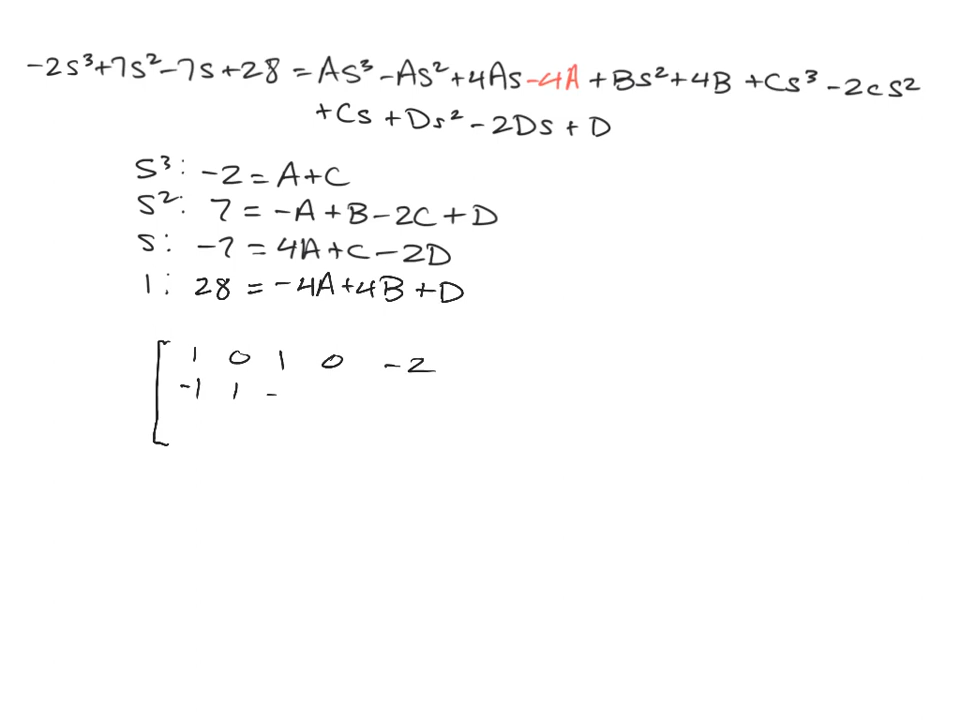 -2s³+7s²-7s+28 = As³-As²+4As-4A+Bs²+4B+Cs³-2cs²
+Cs+Ds²-2Ds+D
s³: -2=A+C
s²: 7=-A+B-2C+D
s: -7=4A+C-2D
1: 28=-4A+4B+D
[ 1 0 1 0 -2
-1 1 -